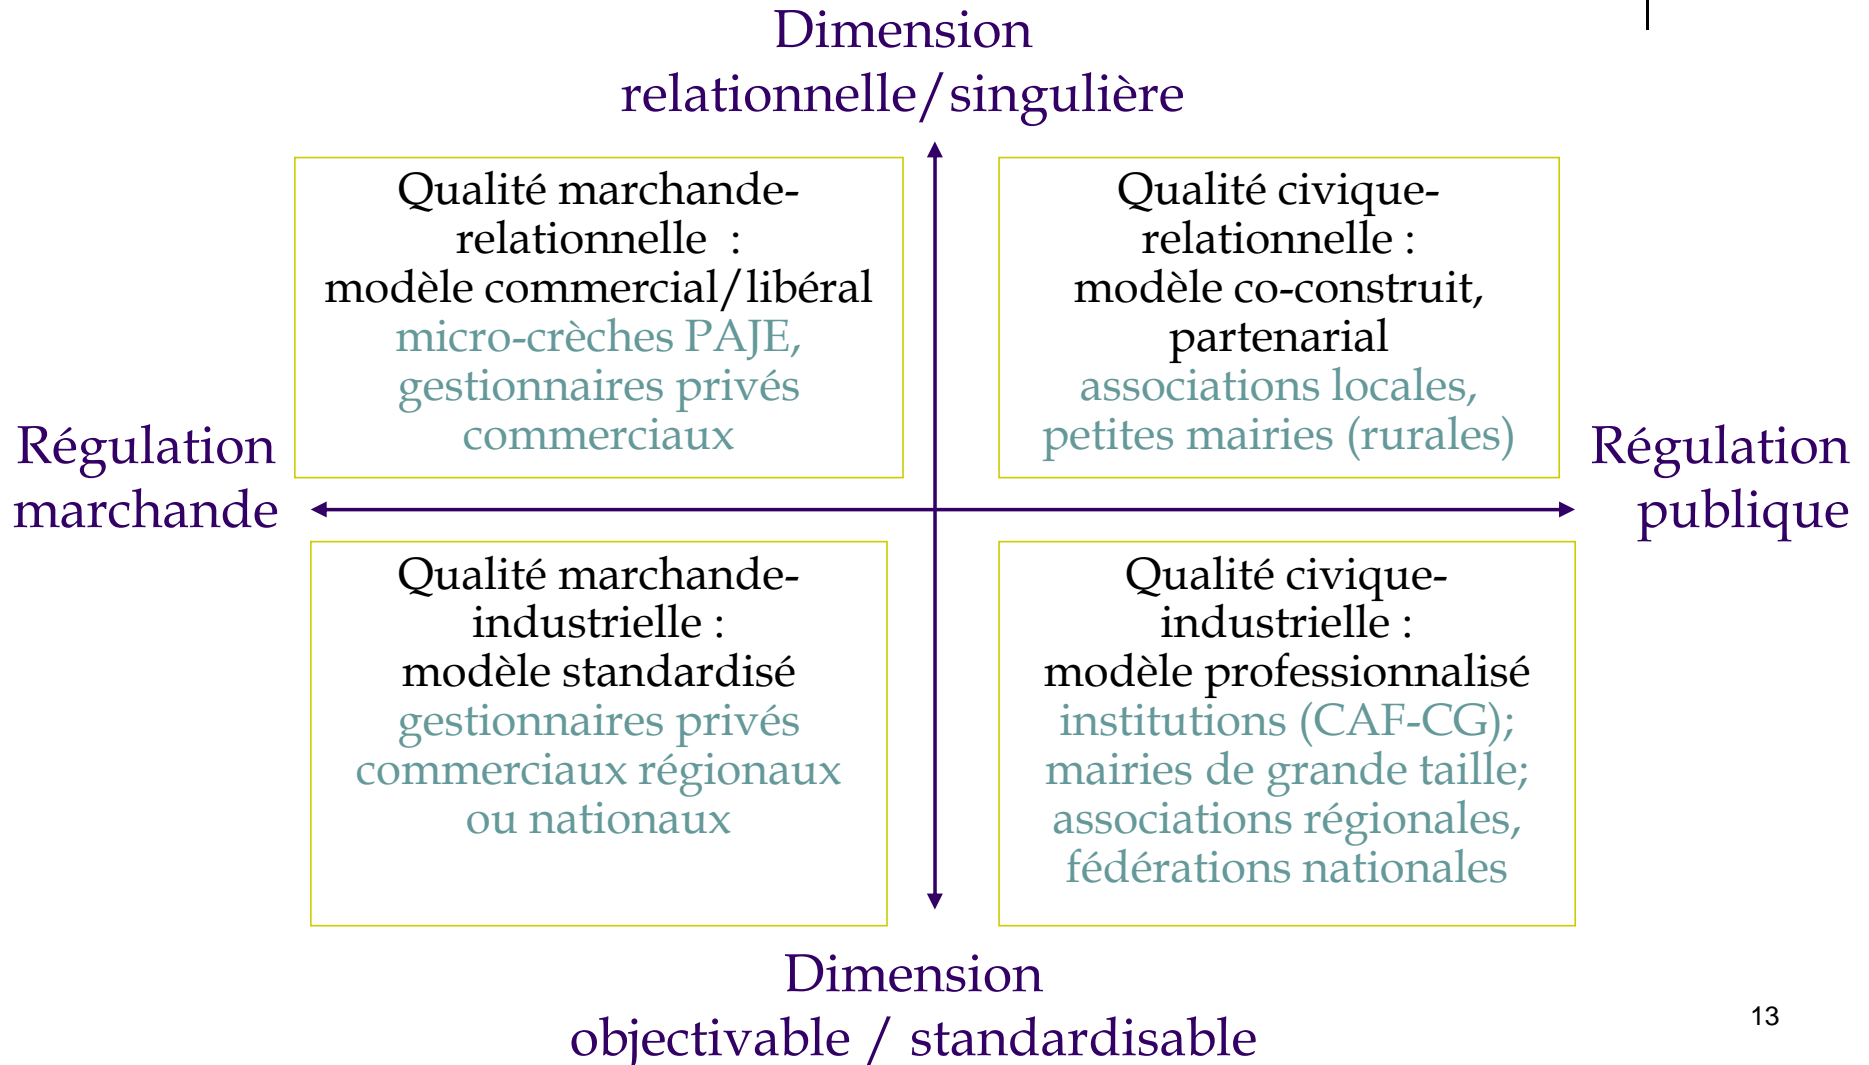 Dimension
relationnelle/singulière
Qualité marchande-
relationnelle  :
modèle commercial/libéral
micro-crèches PAJE,
gestionnaires privés
commerciaux
Qualité civique-
relationnelle :
modèle co-construit,
partenarial
associations locales,
petites mairies (rurales)
Régulation
marchande
Régulation
publique
Qualité marchande-
industrielle :
modèle standardisé
gestionnaires privés
commerciaux régionaux
ou nationaux
Qualité civique-
industrielle :
modèle professionnalisé
institutions (CAF-CG);
mairies de grande taille;
associations régionales,
fédérations nationales
Dimension
objectivable / standardisable
13